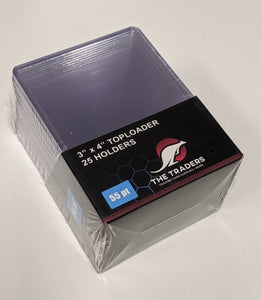 3" x 4" TOPLOADER
25 HOLDERS
THE TRADERS
55 PT